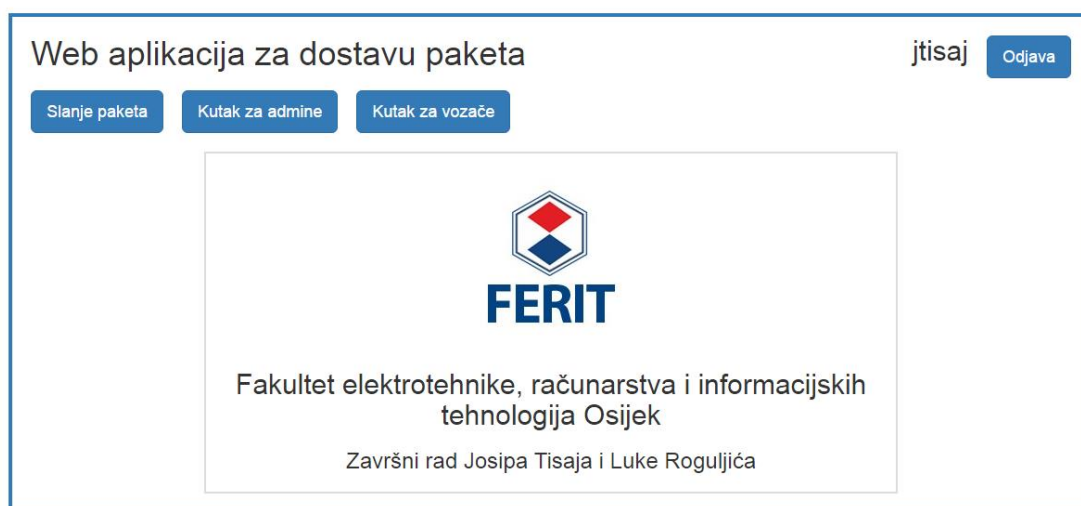 Web aplikacija za dostavu paketa
jtisaj
Odjava
Slanje paketa
Kutak za admine
Kutak za vozače
FERIT
Fakultet elektrotehnike, računarstva i informacijskih
tehnologija Osijek
Završni rad Josipa Tisaja i Luke Roguljića